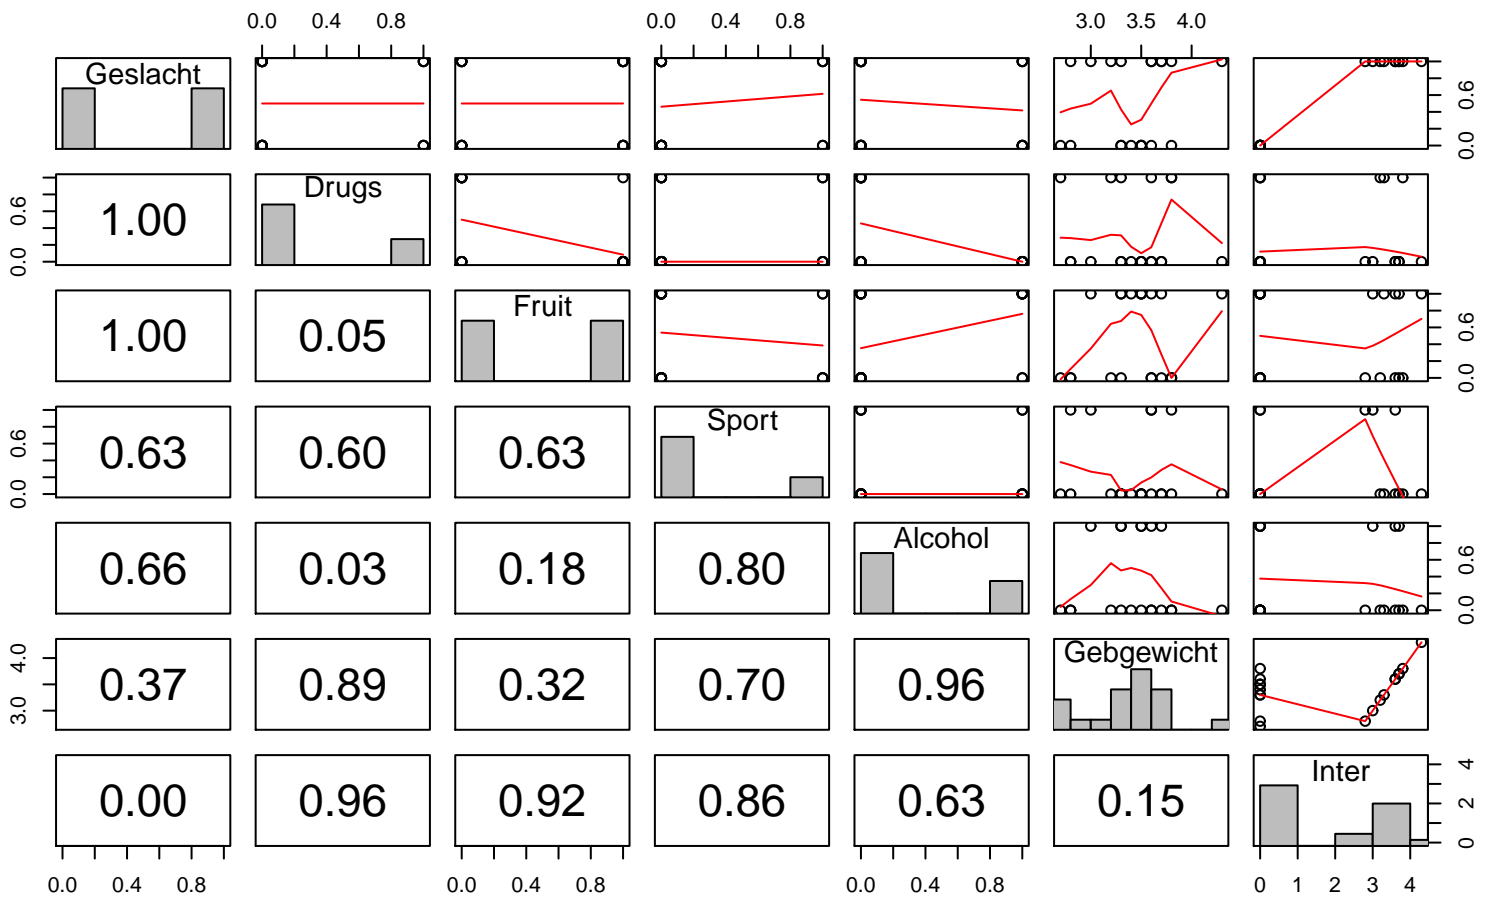 0.0 0.4 0.8 0.0 0.4 0.8 3.0 3.5 4.0
Geslacht 0.0 0.6
0.0 0.6 1.00 Drugs
1.00 0.05 Fruit 0.0 0.6
0.0 0.6 0.63 0.60 0.63 Sport
0.66 0.03 0.18 0.80 Alcohol 0.0 0.6
3.0 4.0 0.37 0.89 0.32 0.70 0.96 Gebgewicht
0.00 0.96 0.92 0.86 0.63 0.15 Inter 0 2 4
0.0 0.4 0.8 0.0 0.4 0.8 0.0 0.4 0.8 0 1 2 3 4